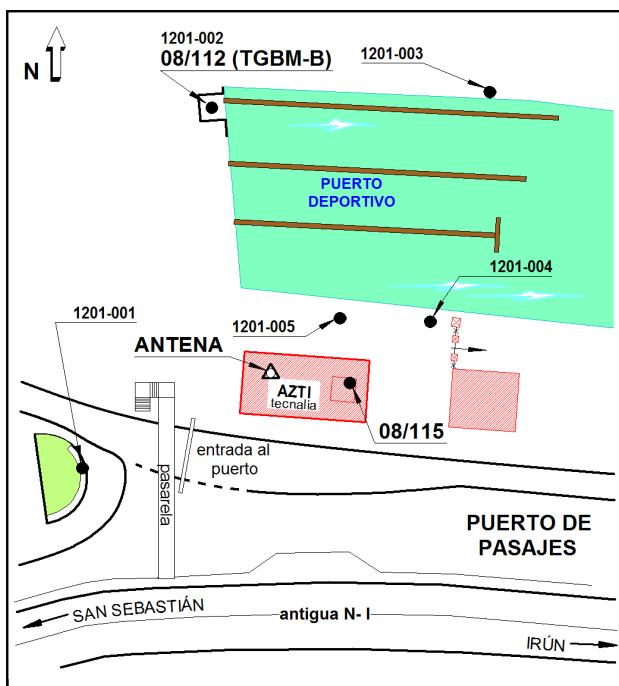 1201-002
08/112 (TGBM-B)
1201-003
N
PUERTO
DEPORTIVO
1201-004
1201-001
1201-005
ANTENA
AZTI
tecnalia
08/115
entrada al
puerto
pasarela
PUERTO DE
PASAJES
SAN SEBASTIÁN
antigua N- I
IRÚN